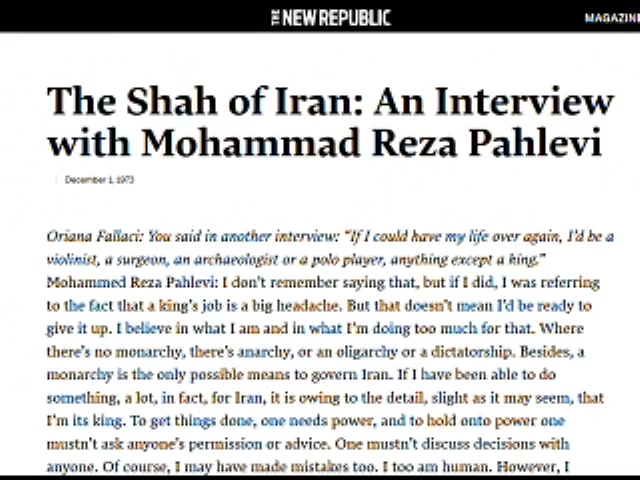 THE NEW REPUBLIC
MAGAZINE
The Shah of Iran: An Interview
with Mohammad Reza Pahlevi
December 1, 1973
Oriana Fallaci: You said in another interview: “If I could have my life over again, I’d be a
violinist, a surgeon, an archaeologist or a polo player, anything except a king.”
Mohammed Reza Pahlevi: I don’t remember saying that, but if I did, I was referring
to the fact that a king’s job is a big headache. But that doesn’t mean I’d be ready to
give it up. I believe in what I am and in what I’m doing too much for that. Where
there’s no monarchy, there’s anarchy, or an oligarchy or a dictatorship. Besides, a
monarchy is the only possible means to govern Iran. If I have been able to do
something, a lot, in fact, for Iran, it is owing to the detail, slight as it may seem, that
I’m its king. To get things done, one needs power, and to hold onto power one
mustn’t ask anyone’s permission or advice. One mustn’t discuss decisions with
anyone. Of course, I may have made mistakes too. I too am human. However, I